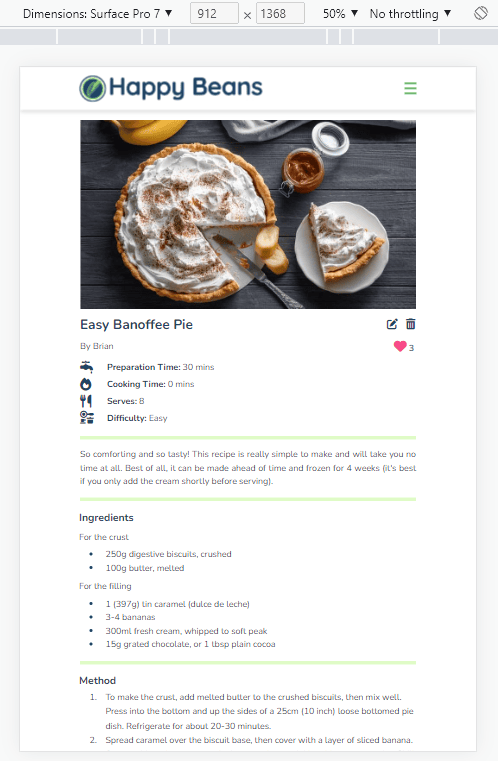 Dimensions: Surface Pro 7 ▼ 912 × 1368 50% ▼ No throttling ▼
Happy Beans
Easy Banoffee Pie
By Brian
3
Preparation Time: 30 mins
Cooking Time: 0 mins
Serves: 8
Difficulty: Easy
So comforting and so tasty! This recipe is really simple to make and will take you no
time at all. Best of all, it can be made ahead of time and frozen for 4 weeks (it's best
if you only add the cream shortly before serving).
Ingredients
For the crust
• 250g digestive biscuits, crushed
• 100g butter, melted
For the filling
• 1 (397g) tin caramel (dulce de leche)
• 3-4 bananas
• 300ml fresh cream, whipped to soft peak
• 15g grated chocolate, or 1 tbsp plain cocoa
Method
1. To make the crust, add melted butter to the crushed biscuits, then mix well.
Press into the bottom and up the sides of a 25cm (10 inch) loose bottomed pie
dish. Refrigerate for about 20-30 minutes.
2. Spread caramel over the biscuit base, then cover with a layer of sliced banana.